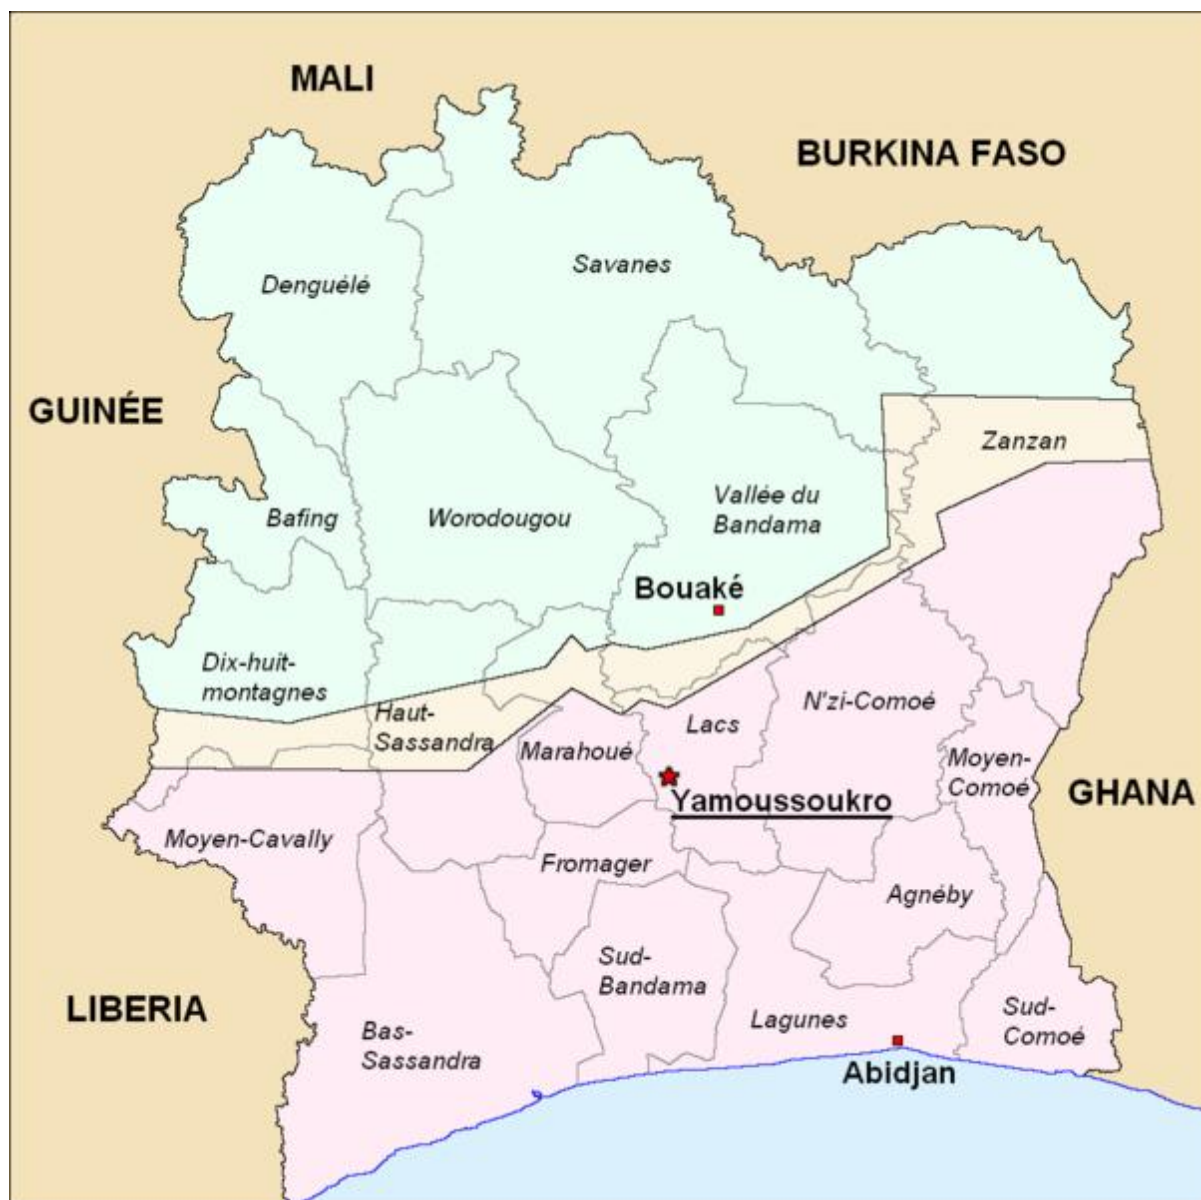 MALI
BURKINA FASO
Savanes
Denguélé
GUINÉE
Zanzan
Vallée du
Bandama
Bafing
Worodougou
Bouaké
Dix-huit-
montagnes
Haut-
Sassandra
Marahoué
Lacs
N'zi-Comoé
Moyen-
Comoé
GHANA
Yamoussoukro
Moyen-Cavally
Fromager
Agnéby
Sud-
Bandama
LIBERIA
Bas-
Sassandra
Lagunes
Sud-
Comoé
Abidjan